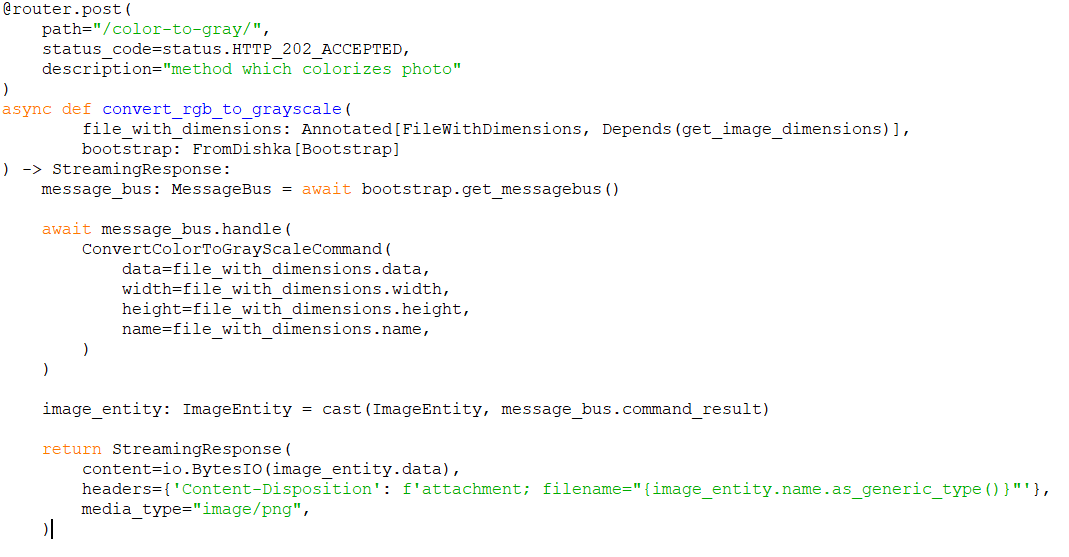 @router.post(
    path="/color-to-gray/",
    status_code=status.HTTP_202_ACCEPTED,
    description="method which colorizes photo"
)
async def convert_rgb_to_grayscale(
        file_with_dimensions: Annotated[FileWithDimensions, Depends(get_image_dimensions)],
        bootstrap: FromDishka[Bootstrap]
) -> StreamingResponse:
    message_bus: MessageBus = await bootstrap.get_messagebus()

    await message_bus.handle(
        ConvertColorToGrayScaleCommand(
            data=file_with_dimensions.data,
            width=file_with_dimensions.width,
            height=file_with_dimensions.height,
            name=file_with_dimensions.name,
        )
    )

    image_entity: ImageEntity = cast(ImageEntity, message_bus.command_result)

    return StreamingResponse(
        content=io.BytesIO(image_entity.data),
        headers={'Content-Disposition': f'attachment; filename="{image_entity.name.as_generic_type()}"'},
        media_type="image/png",
    )